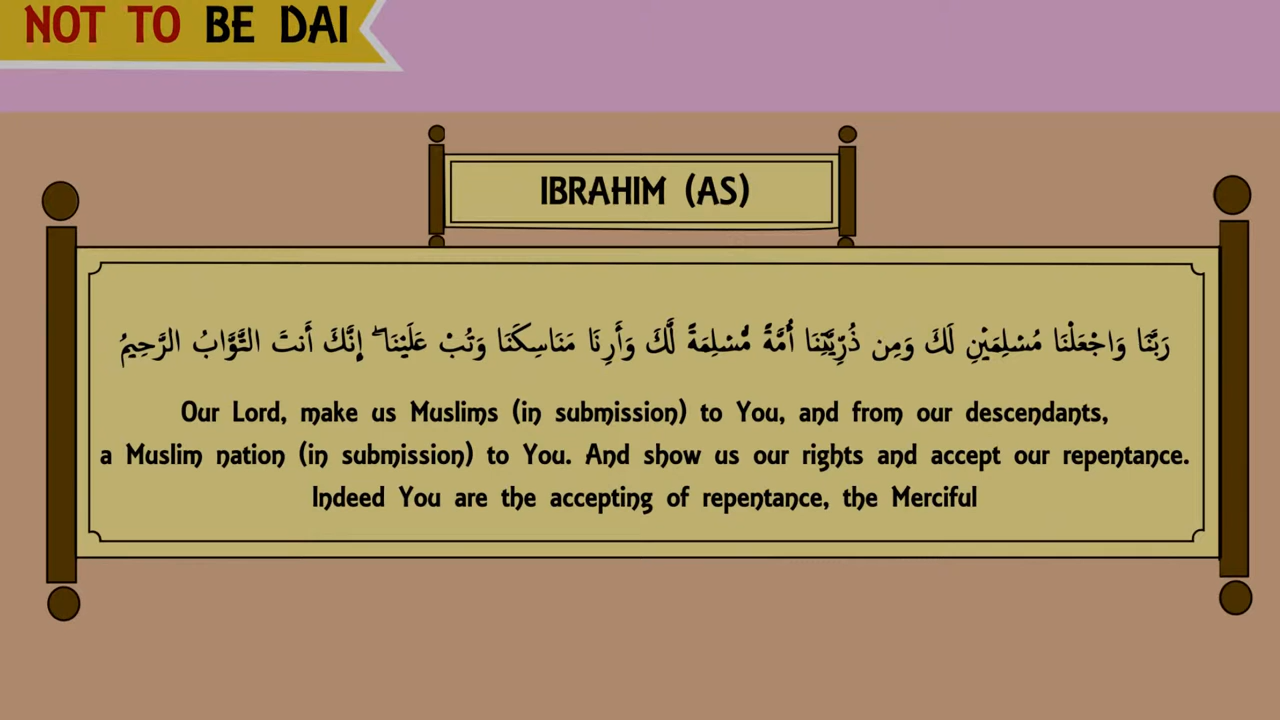 NOT TO BE DAI
IBRAHIM (AS)
رَبَّنَا وَاجْعَلْنَا مُسْلِمَيْنِ لَكَ وَمِن ذُرِّيَّتِنَا أُمَّةً مُّسْلِمَةً لَّكَ وَأَرِنَا مَنَاسِكَنَا وَتُبْ عَلَيْنَا ۖ إِنَّكَ أَنتَ التَّوَّابُ الرَّحِيمُ
Our Lord, make us Muslims (in submission) to You, and from our descendants,
a Muslim nation (in submission) to You. And show us our rights and accept our repentance.
Indeed You are the accepting of repentance, the Merciful